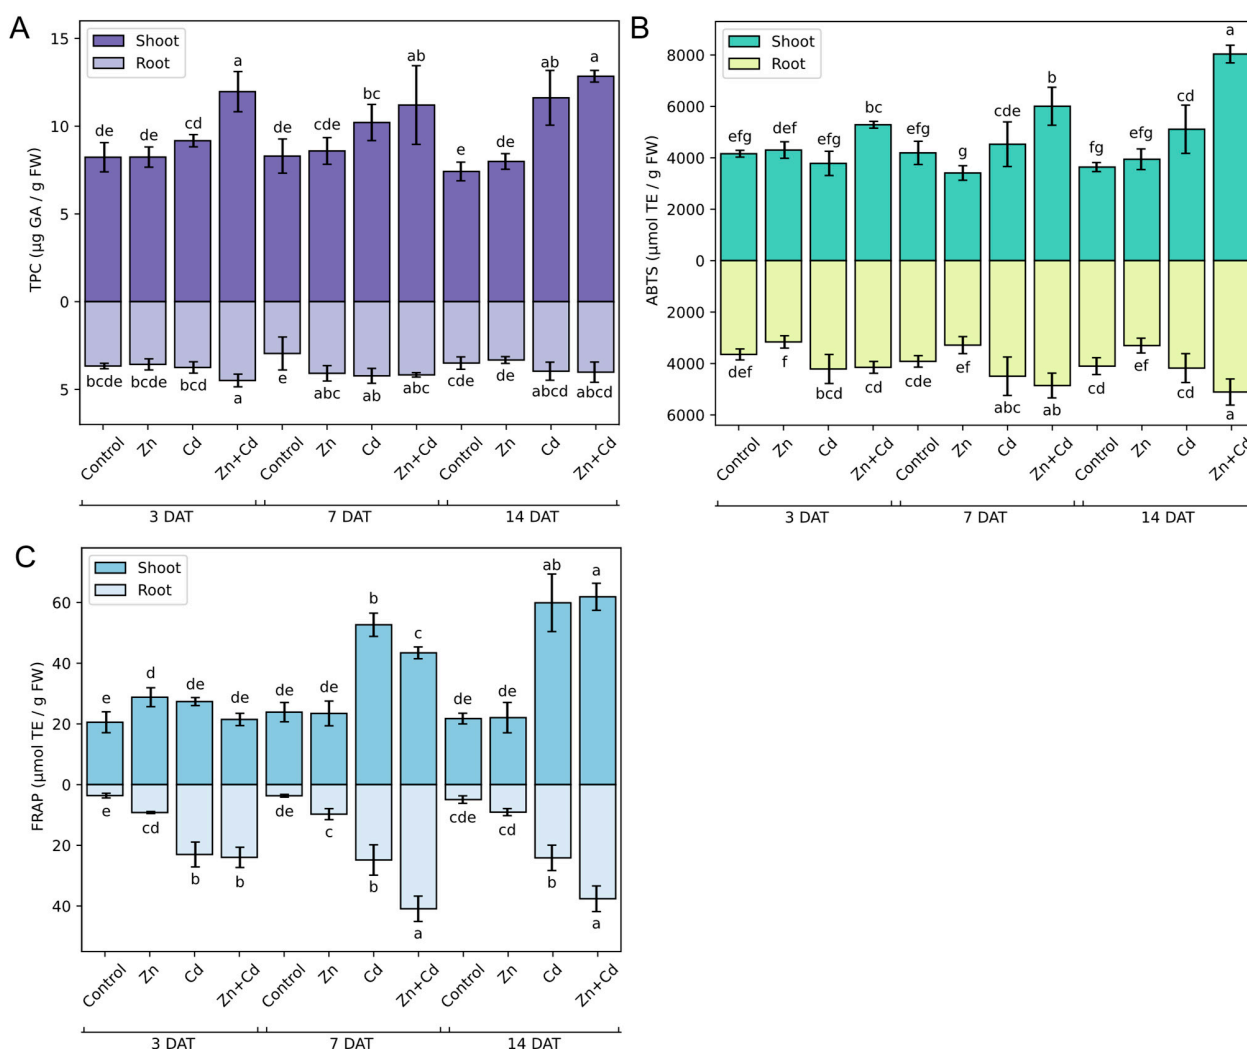 A
Shoot
Root
TPC (µg GA / g FW)
15
10
5
0
5
de de cd a de cde bc ab e de ab a
bcde bcde bcd a e abc ab abc cde de abcd abcd
Control Zn Cd Zn+Cd Control Zn Cd Zn+Cd Control Zn Cd Zn+Cd
3 DAT 7 DAT 14 DAT
B
Shoot
Root
ABTS (µmol TE / g FW)
8000
6000
4000
2000
0
2000
4000
6000
efg def efg bc efg g cde b fg efg cd a
def f bcd cd cde ef abc ab cd ef cd a
Control Zn Cd Zn+Cd Control Zn Cd Zn+Cd Control Zn Cd Zn+Cd
3 DAT 7 DAT 14 DAT
C
Shoot
Root
FRAP (µmol TE / g FW)
60
40
20
0
20
40
e d de de de de b c de de ab a
e cd b b de c b a cde cd b a
Control Zn Cd Zn+Cd Control Zn Cd Zn+Cd Control Zn Cd Zn+Cd
3 DAT 7 DAT 14 DAT